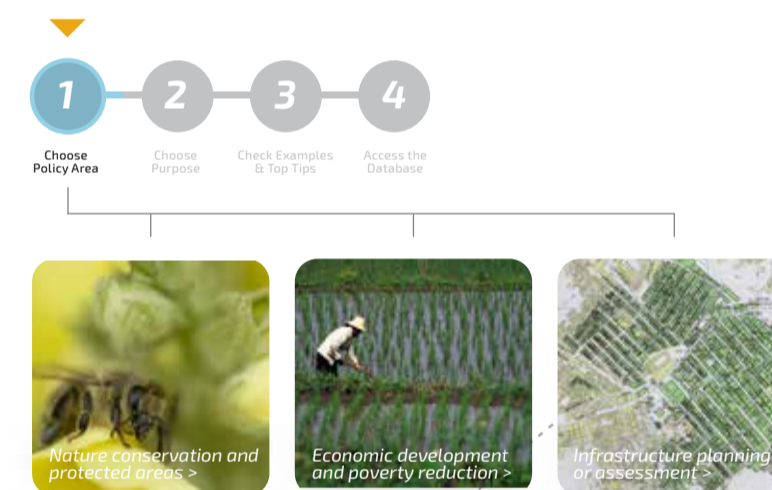 1
2
3
4
Choose
Policy Area
Choose
Purpose
Check Examples
& Top Tips
Access the
Database
Nature conservation and
protected areas >
Economic development
and poverty reduction >
Infrastructure planning
or assessment >